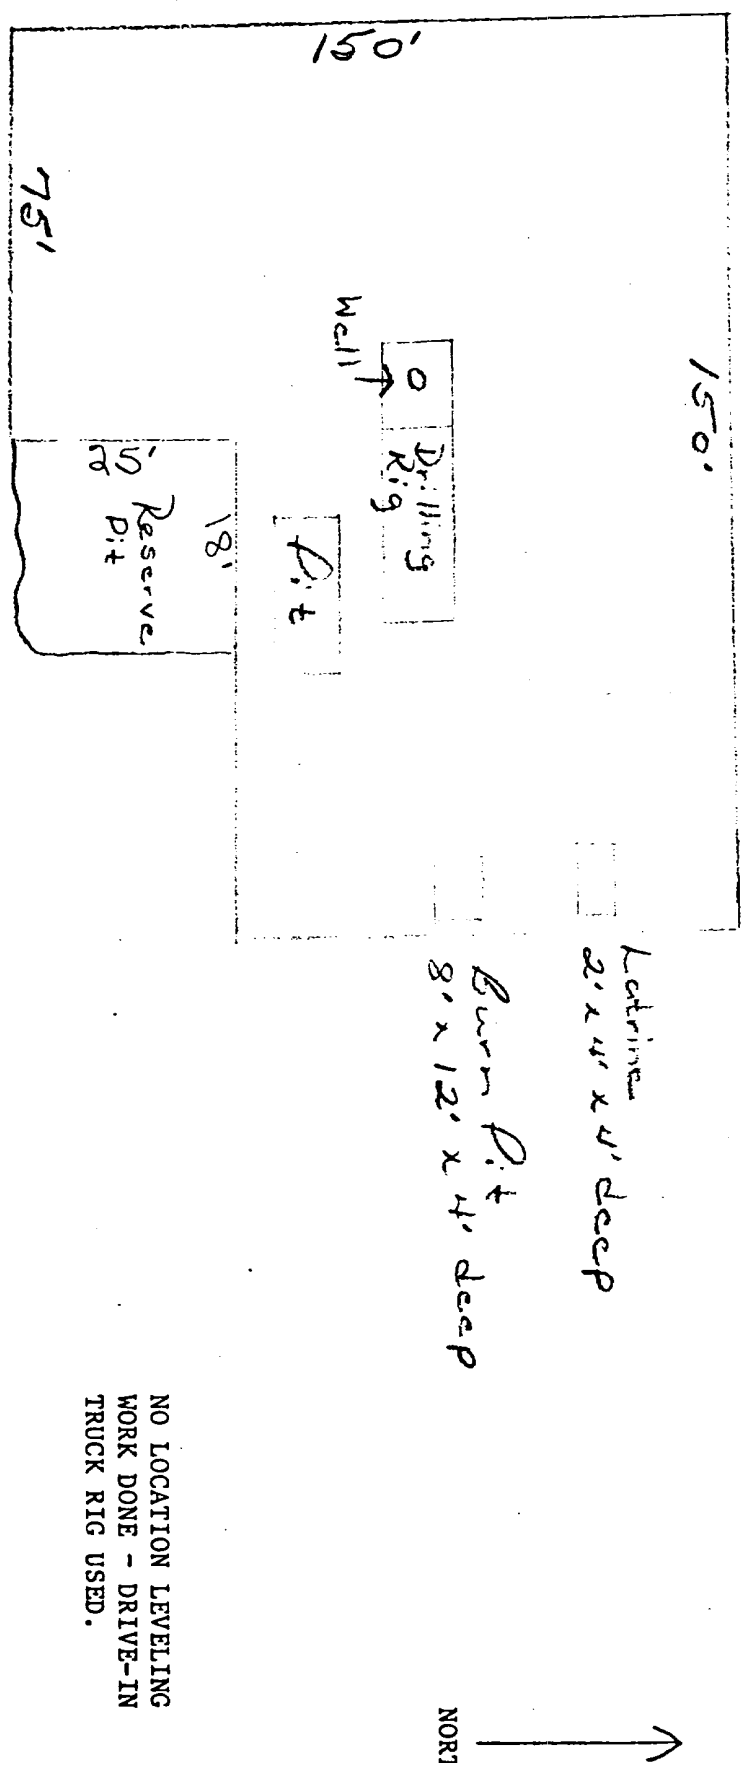 150'
150'
75'
Well
O
Drilling
Rig
Pit
18'
25'
Reserve
Pit
Latrine
2' x 4' x 4' deep
Burn Pit
8' x 12' x 4' deep
NO LOCATION LEVELING
WORK DONE - DRIVE-IN
TRUCK RIG USED.